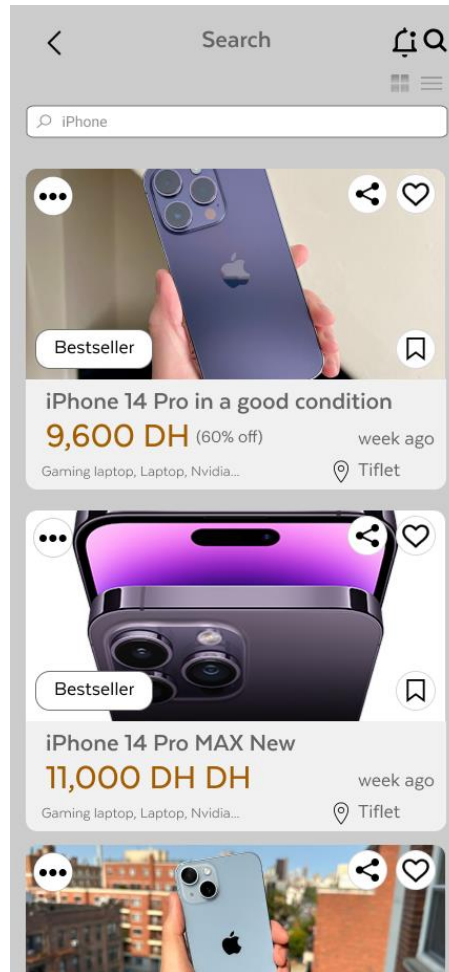 Search
iPhone
Bestseller
iPhone 14 Pro in a good condition
9,600 DH (60% off)
week ago
Gaming laptop, Laptop, Nvidia...
Tiflet
Bestseller
iPhone 14 Pro MAX New
11,000 DH DH
week ago
Gaming laptop, Laptop, Nvidia...
Tiflet